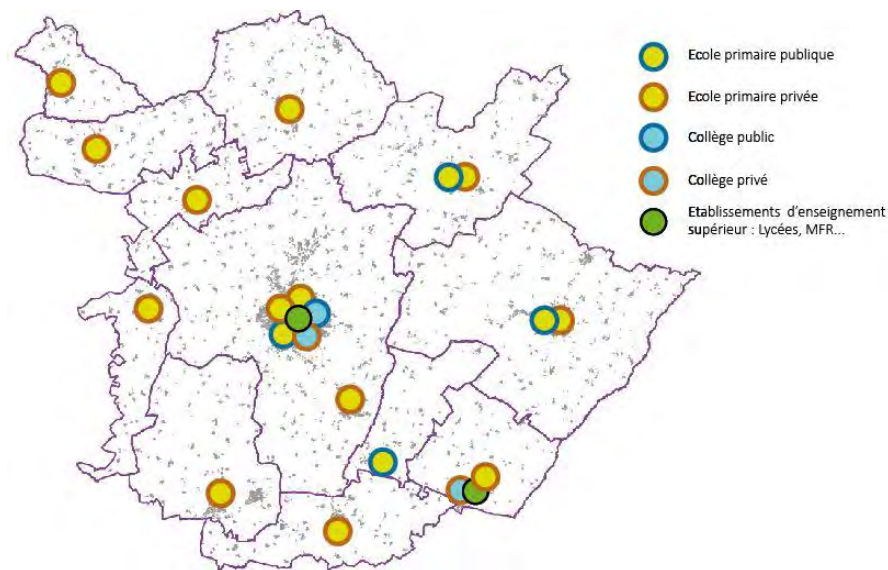 Ecole primaire publique
Ecole primaire privée
Collège public
Collège privé
Etablissements d'enseignement
supérieur : Lycées, MFR...